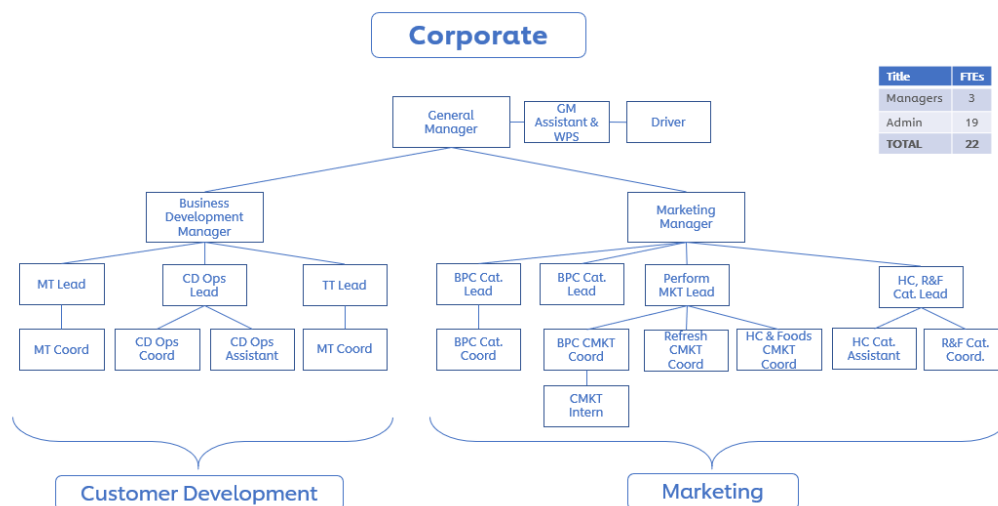 Corporate
Title FTEs
Managers 3
Admin 19
TOTAL 22
General
Manager
GM
Assistant &
WPS
Driver
Business
Development
Manager
Marketing
Manager
MT Lead
CD Ops
Lead
TT Lead
BPC Cat.
Lead
BPC Cat.
Lead
Perform
MKT Lead
HC, R&F
Cat. Lead
MT Coord
CD Ops
Coord
CD Ops
Assistant
MT Coord
BPC Cat.
Coord
BPC CMKT
Coord
Refresh
CMKT
Coord
HC & Foods
CMKT
Coord
HC Cat.
Assistant
R&F Cat.
Coord.
CMKT
Intern
Customer Development
Marketing